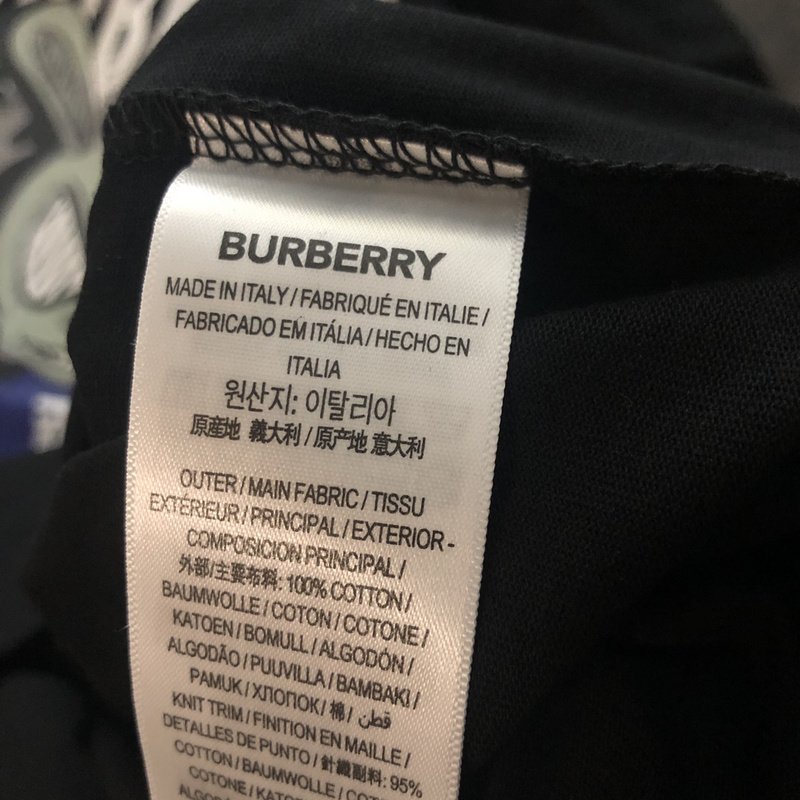 BURBERRY
MADE IN ITALY / FABRIQUÉ EN ITALIE /
FABRICADO EM ITÁLIA / HECHO EN
ITALIA
원산지: 이탈리아
原産地 義大利 / 原产地 意大利
OUTER / MAIN FABRIC / TISSU
EXTÉRIEUR / PRINCIPAL / EXTERIOR -
COMPOSICION PRINCIPAL /
外部/主要布料: 100% COTTON /
BAUMWOLLE / COTON / COTONE /
KATOEN / BOMULL / ALGODÓN /
ALGODÃO / PUUVILLA / BAMBAKI /
PAMUK / ХЛОПОК / 棉 / قطن
KNIT TRIM / FINITION EN MAILLE /
DETALLES DE PUNTO / 針織副料: 95%
COTTON / BAUMWOLLE / COTON /
COTONE / KATOEN